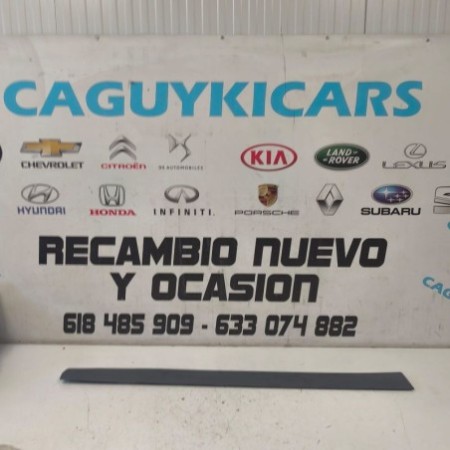 CAGUYKICARS
CHEVROLET CITROËN DS AUTOMOBILES KIA LAND ROVER LEXUS
HYUNDAI HONDA INFINITI PORSCHE SUBARU
RECAMBIO NUEVO
Y OCASION
618 485 909 - 633 074 882